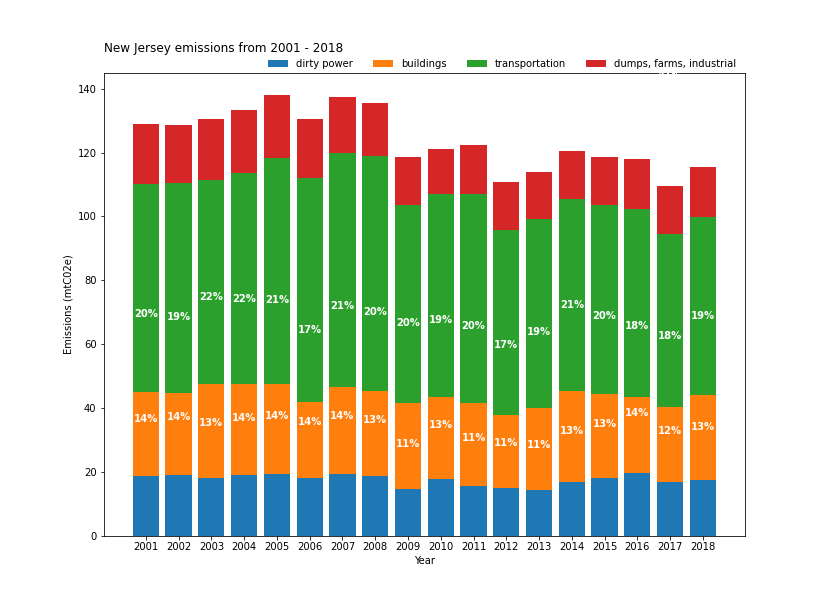 New Jersey emissions from 2001 - 2018
dirty power buildings transportation dumps, farms, industrial
140
120
100
80
60
40
20
0
Emissions (mtC02e)
20% 19% 22% 22% 21% 17% 21% 20% 20% 19% 20% 17% 19% 21% 20% 18% 18% 19%
14% 14% 13% 14% 14% 14% 14% 13% 11% 13% 11% 11% 11% 13% 13% 14% 12% 13%
2001 2002 2003 2004 2005 2006 2007 2008 2009 2010 2011 2012 2013 2014 2015 2016 2017 2018
Year